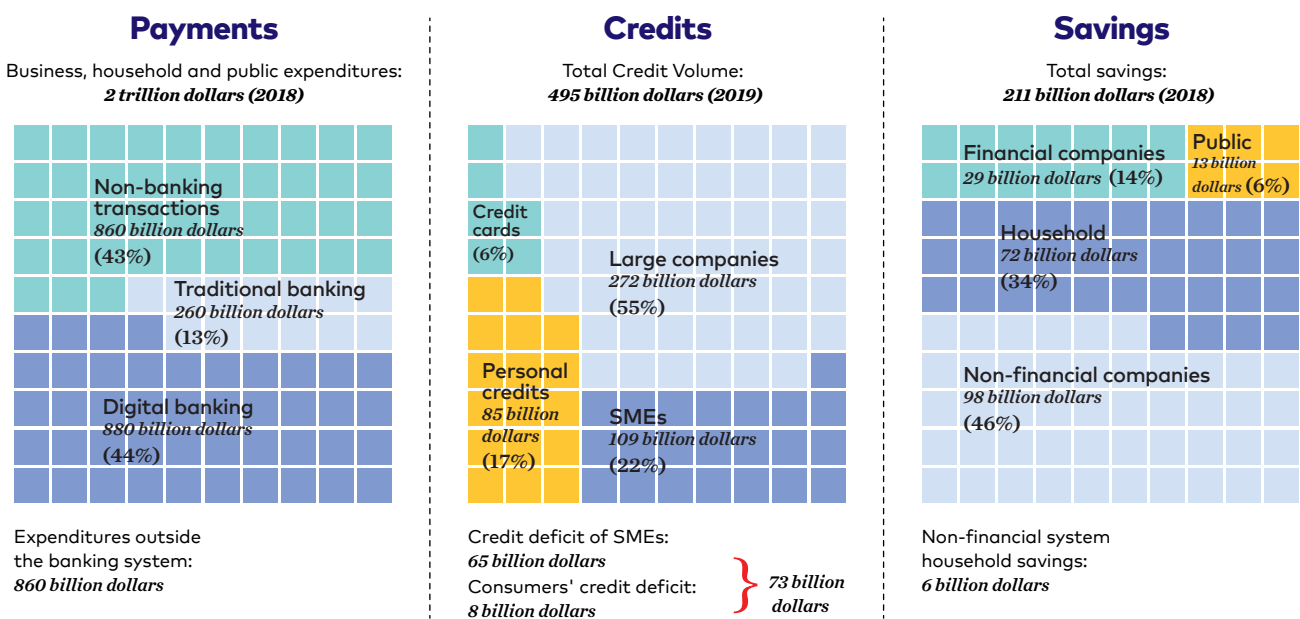 Payments
Business, household and public expenditures:
2 trillion dollars (2018)
Non-banking
transactions
860 billion dollars
(43%)
Traditional banking
260 billion dollars
(13%)
Digital banking
880 billion dollars
(44%)
Expenditures outside
the banking system:
860 billion dollars
Credits
Total Credit Volume:
495 billion dollars (2019)
Credit
cards
(6%)
Large companies
272 billion dollars
(55%)
Personal
credits
85 billion
dollars
(17%)
SMEs
109 billion dollars
(22%)
Credit deficit of SMEs:
65 billion dollars
Consumers' credit deficit:
8 billion dollars
} 73 billion
dollars
Savings
Total savings:
211 billion dollars (2018)
Financial companies
29 billion dollars (14%)
Public
13 billion
dollars (6%)
Household
72 billion dollars
(34%)
Non-financial companies
98 billion dollars
(46%)
Non-financial system
household savings:
6 billion dollars